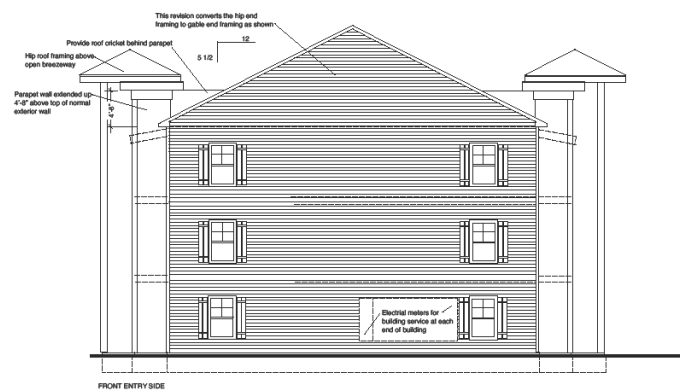 This revision converts the hip end
framing to gable end framing as shown
Provide roof cricket behind parapet
12
5 1/2
Hip roof framing above
open breezeway
Parapet wall extended up
4'-8" above top of normal
exterior wall
4'-8"
Electrial meters for
building service at each
end of building
FRONT ENTRY SIDE